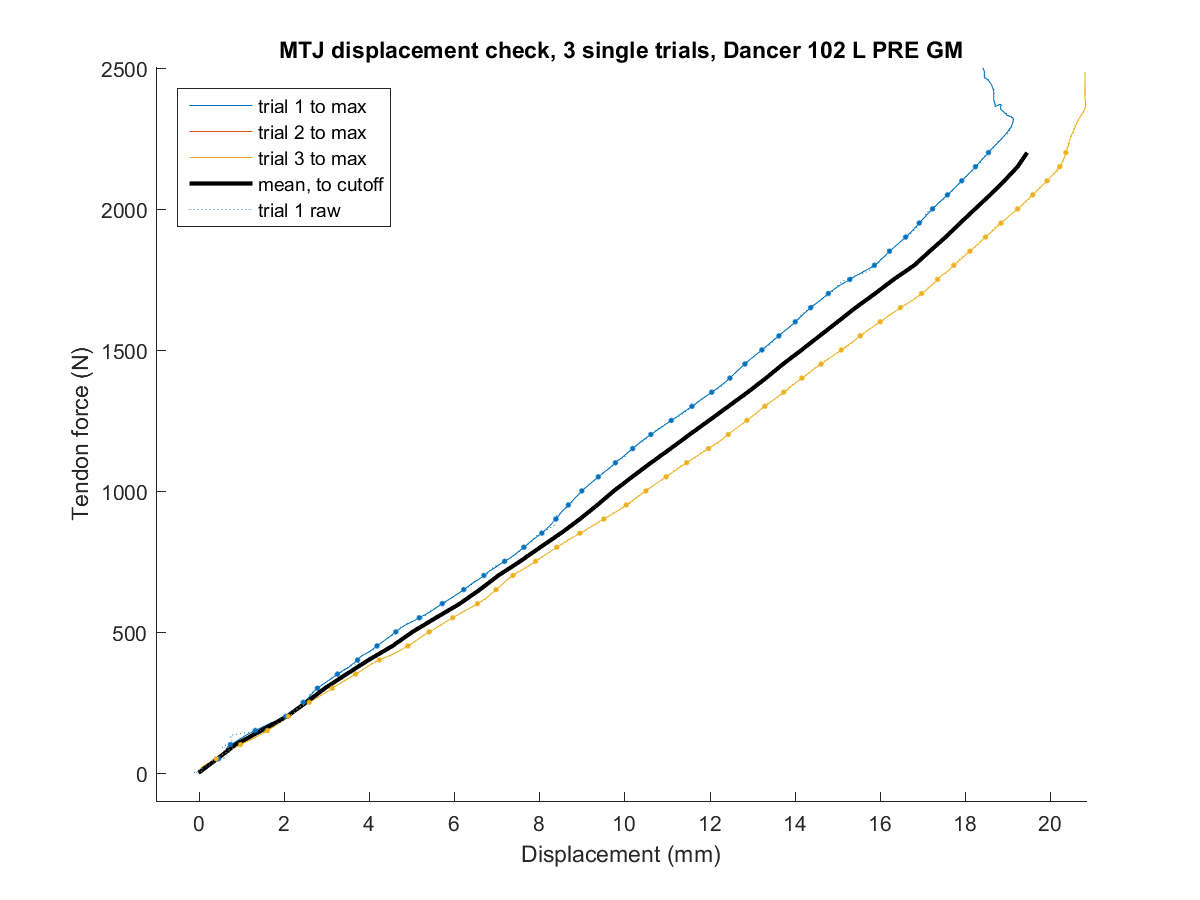 MTJ displacement check, 3 single trials, Dancer 102 L PRE GM
2500
2000
1500
1000
500
0
Tendon force (N)
trial 1 to max
trial 2 to max
trial 3 to max
mean, to cutoff
trial 1 raw
0 2 4 6 8 10 12 14 16 18 20
Displacement (mm)